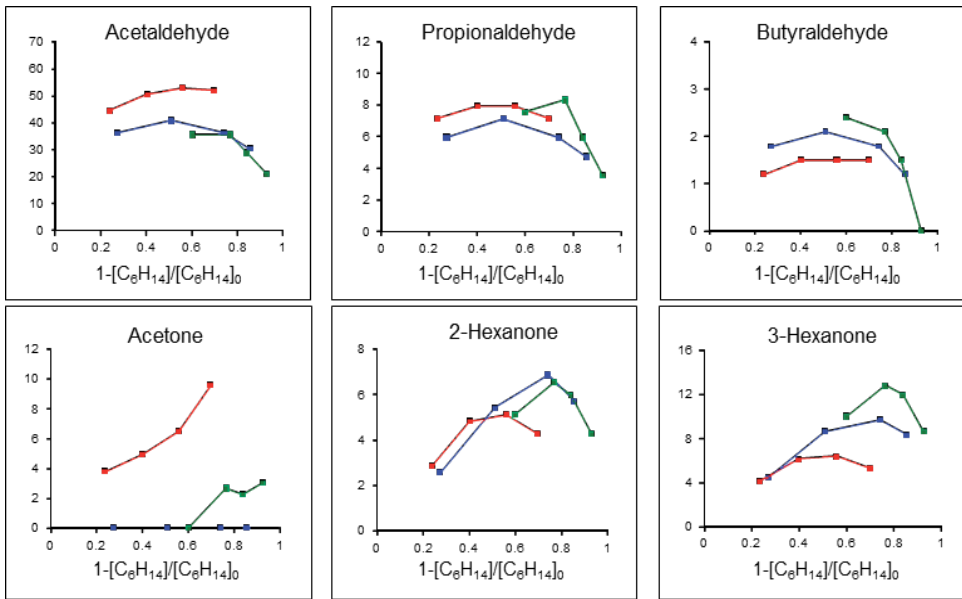 Acetaldehyde
70
60
50
40
30
20
10
0
0 0.2 0.4 0.6 0.8 1
1-[C₆H₁₄]/[C₆H₁₄]₀
Propionaldehyde
12
10
8
6
4
2
0
0 0.2 0.4 0.6 0.8 1
1-[C₆H₁₄]/[C₆H₁₄]₀
Butyraldehyde
4
3
2
1
0
0 0.2 0.4 0.6 0.8 1
1-[C₆H₁₄]/[C₆H₁₄]₀
Acetone
12
10
8
6
4
2
0
0 0.2 0.4 0.6 0.8 1
1-[C₆H₁₄]/[C₆H₁₄]₀
2-Hexanone
8
6
4
2
0
0 0.2 0.4 0.6 0.8 1
1-[C₆H₁₄]/[C₆H₁₄]₀
3-Hexanone
16
12
8
4
0
0 0.2 0.4 0.6 0.8 1
1-[C₆H₁₄]/[C₆H₁₄]₀